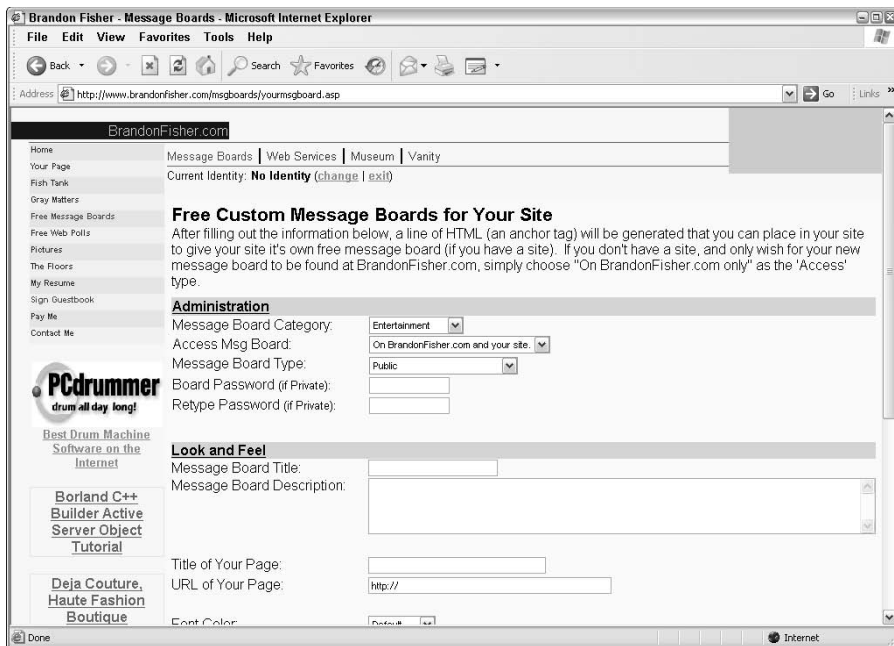 Brandon Fisher - Message Boards - Microsoft Internet Explorer
File Edit View Favorites Tools Help
Back Search Favorites
Address http://www.brandonfisher.com/msgboards/yourmsgboard.asp Go Links »
BrandonFisher.com
Home
Your Page
Fish Tank
Gray Matters
Free Message Boards
Free Web Polls
Pictures
The Floors
My Resume
Sign Guestbook
Pay Me
Contact Me
PCdrummer
drum all day long!
Best Drum Machine
Software on the
Internet
Borland C++
Builder Active
Server Object
Tutorial
Deja Couture,
Haute Fashion
Boutique
Message Boards | Web Services | Museum | Vanity
Current Identity: No Identity (change | exit)
Free Custom Message Boards for Your Site
After filling out the information below, a line of HTML (an anchor tag) will be generated that you can place in your site
to give your site it's own free message board (if you have a site). If you don't have a site, and only wish for your new
message board to be found at BrandonFisher.com, simply choose "On BrandonFisher.com only" as the 'Access'
type.
Administration
Message Board Category: Entertainment
Access Msg Board: On BrandonFisher.com and your site.
Message Board Type: Public
Board Password (if Private):
Retype Password (if Private):
Look and Feel
Message Board Title:
Message Board Description:
Title of Your Page:
URL of Your Page: http://
Font Color: Default
Done Internet